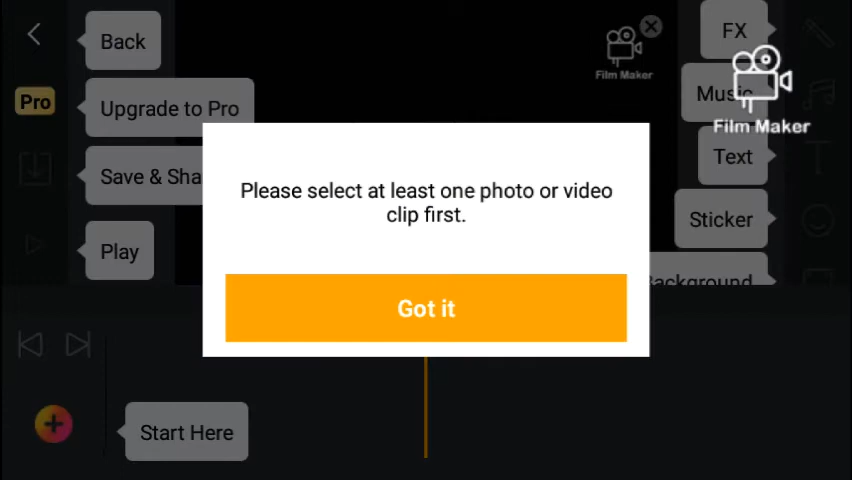 Back
FX
Film Maker
Pro
Upgrade to Pro
Music
Film Maker
Please select at least one photo or video
clip first.
Text
Save & Sha
Sticker
Play
Background
Got it
Start Here